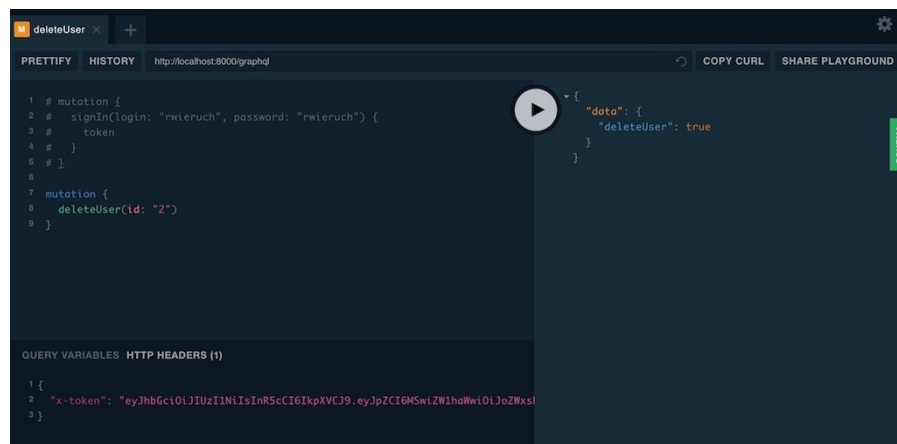 M deleteUser × +
PRETTIFY HISTORY http://localhost:8000/graphql COPY CURL SHARE PLAYGROUND
1 # mutation {
2 #   signIn(login: "rwieruch", password: "rwieruch") {
3 #     token
4 #   }
5 # }
6
7 mutation {
8   deleteUser(id: "2")
9 }
{
"data": {
"deleteUser": true
}
}
QUERY VARIABLES HTTP HEADERS (1)
1 {
2   "x-token": "eyJhbGciOiJIUzI1NiIsInR5cCI6IkpXVCJ9.eyJpZCI6MSwiZW1haWwiOiJoZWxs
3 }